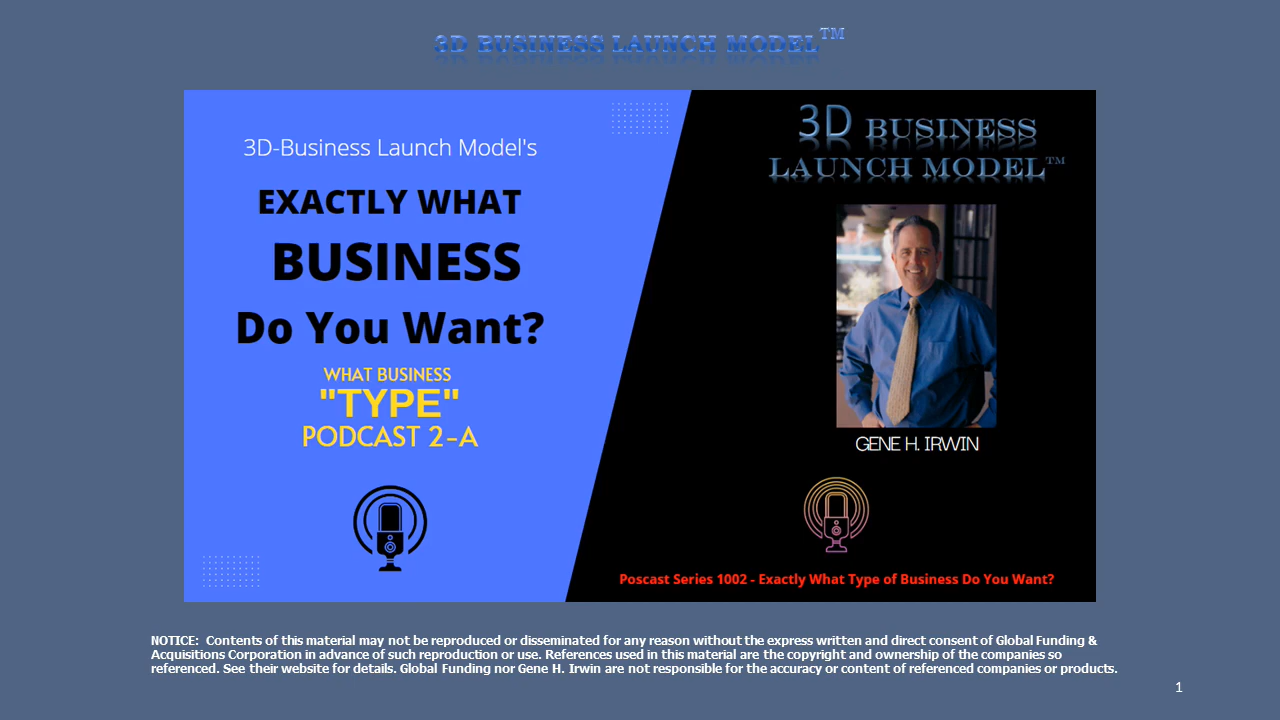 3D BUSINESS LAUNCH MODEL™
3D-Business Launch Model's
EXACTLY WHAT
BUSINESS
Do You Want?
WHAT BUSINESS
"TYPE"
PODCAST 2-A
3D BUSINESS
LAUNCH MODEL™
GENE H. IRWIN
Poscast Series 1002 - Exactly What Type of Business Do You Want?
NOTICE: Contents of this material may not be reproduced or disseminated for any reason without the express written and direct consent of Global Funding &
Acquisitions Corporation in advance of such reproduction or use. References used in this material are the copyright and ownership of the companies so
referenced. See their website for details. Global Funding nor Gene H. Irwin are not responsible for the accuracy or content of referenced companies or products.
1